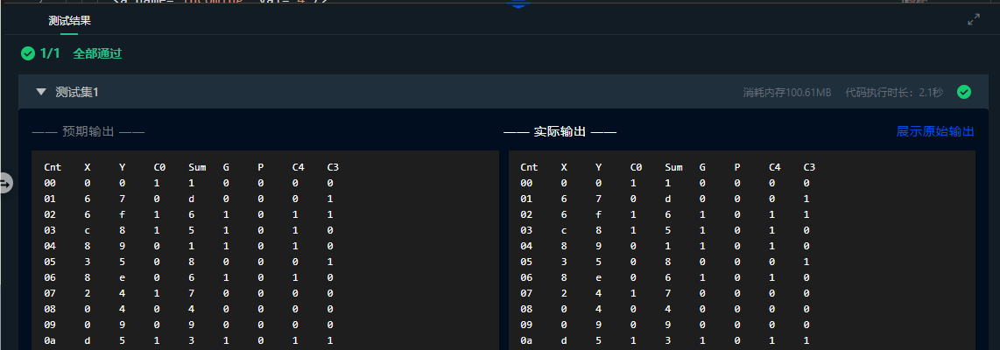 测试结果
1/1 全部通过
测试集1 消耗内存100.61MB 代码执行时长：2.1秒
—— 预期输出 —— —— 实际输出 —— 展示原始输出
Cnt X Y C0 Sum G P C4 C3 Cnt X Y C0 Sum G P C4 C3
00 0 0 1 1 0 0 0 0 00 0 0 1 1 0 0 0 0
01 6 7 0 d 0 0 0 1 01 6 7 0 d 0 0 0 1
02 6 f 1 6 1 0 1 1 02 6 f 1 6 1 0 1 1
03 c 8 1 5 1 0 1 0 03 c 8 1 5 1 0 1 0
04 8 9 0 1 1 0 1 0 04 8 9 0 1 1 0 1 0
05 3 5 0 8 0 0 0 1 05 3 5 0 8 0 0 0 1
06 8 e 0 6 1 0 1 0 06 8 e 0 6 1 0 1 0
07 2 4 1 7 0 0 0 0 07 2 4 1 7 0 0 0 0
08 0 4 0 4 0 0 0 0 08 0 4 0 4 0 0 0 0
09 0 9 0 9 0 0 0 0 09 0 9 0 9 0 0 0 0
0a d 5 1 3 1 0 1 1 0a d 5 1 3 1 0 1 1